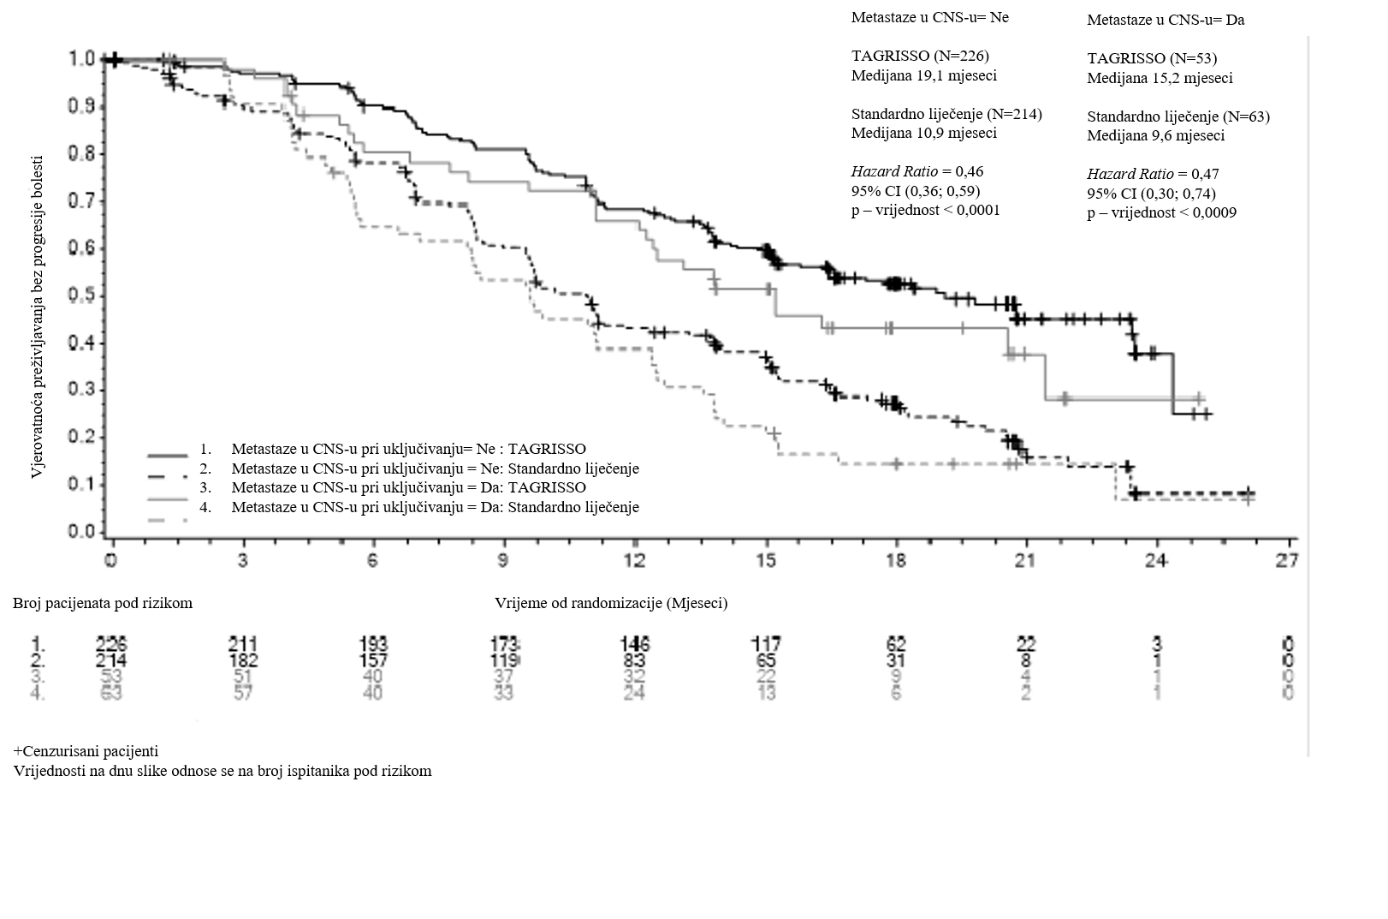 Metastaze u CNS-u= Ne
TAGRISSO (N=226)
Medijana 19,1 mjeseci
Standardno liječenje (N=214)
Medijana 10,9 mjeseci
Hazard Ratio = 0,46
95% CI (0,36; 0,59)
p – vrijednost < 0,0001
Metastaze u CNS-u= Da
TAGRISSO (N=53)
Medijana 15,2 mjeseci
Standardno liječenje (N=63)
Medijana 9,6 mjeseci
Hazard Ratio = 0,47
95% CI (0,30; 0,74)
p – vrijednost < 0,0009
Vjerovatnoća preživljavanja bez progresije bolesti
1.0
0.9
0.8
0.7
0.6
0.5
0.4
0.3
0.2
0.1
0.0
1. Metastaze u CNS-u pri uključivanju= Ne : TAGRISSO
2. Metastaze u CNS-u pri uključivanju = Ne: Standardno liječenje
3. Metastaze u CNS-u pri uključivanju = Da: TAGRISSO
4. Metastaze u CNS-u pri uključivanju = Da: Standardno liječenje
0 3 6 9 12 15 18 21 24 27
Broj pacijenata pod rizikom
Vrijeme od randomizacije (Mjeseci)
1. 226 211 193 173 146 117 62 22 3 0
2. 214 182 157 119 83 65 31 8 1 0
3. 53 51 40 37 32 22 9 4 1 0
4. 63 57 40 33 24 13 6 2 1 0
+Cenzurisani pacijenti
Vrijednosti na dnu slike odnose se na broj ispitanika pod rizikom